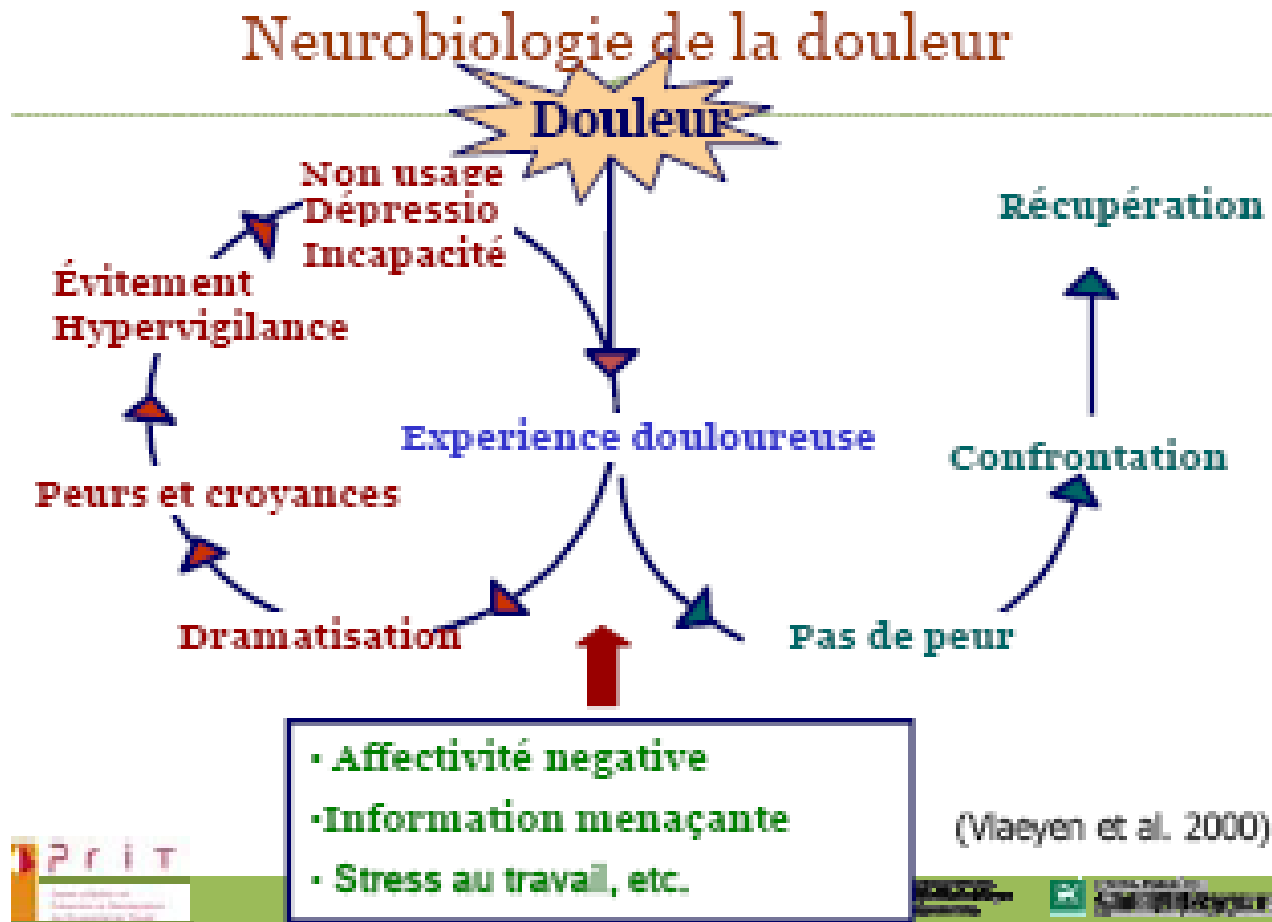 Neurobiologie de la douleur
Douleur
Non usage
Dépressio
Incapacité
Récupération
Évitement
Hypervigilance
Experience douloureuse
Confrontation
Peurs et croyances
Dramatisation
Pas de peur
· Affectivité negative
·Information menaçante
· Stress au travail, etc.
(Vlaeyen et al. 2000)
PriT